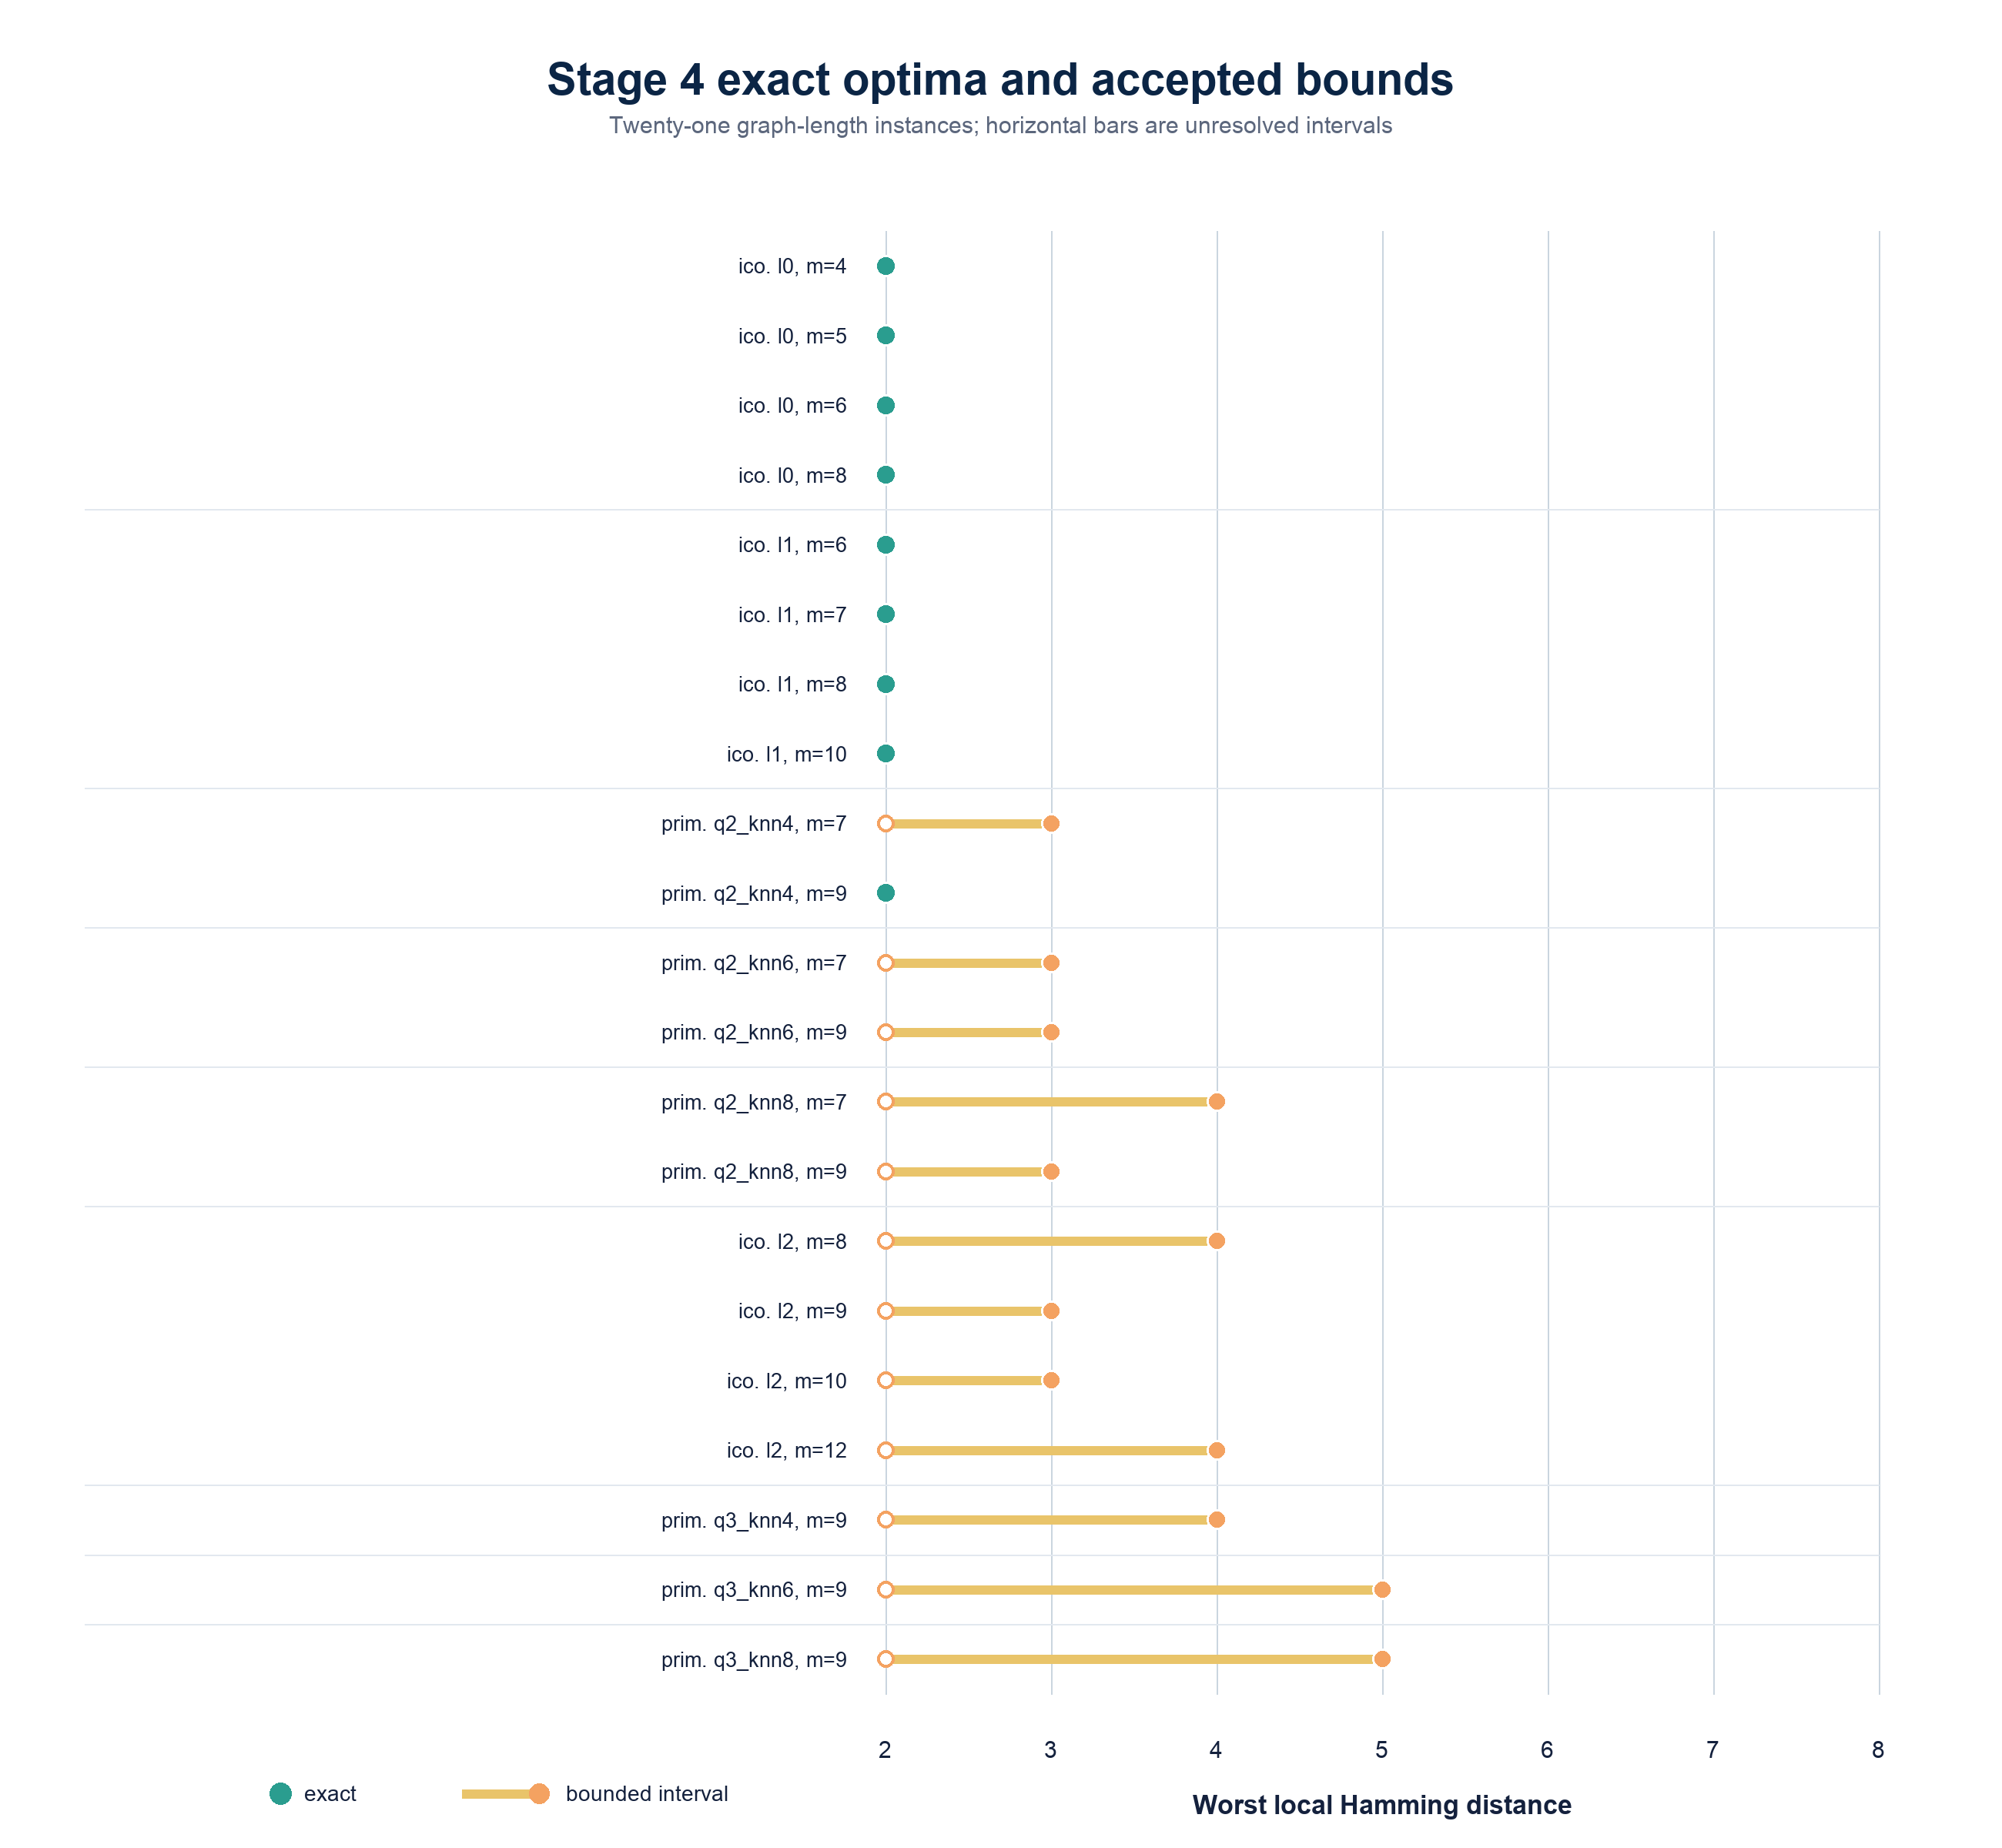 Stage 4 exact optima and accepted bounds
Twenty-one graph-length instances; horizontal bars are unresolved intervals
ico. l0, m=4
ico. l0, m=5
ico. l0, m=6
ico. l0, m=8
ico. l1, m=6
ico. l1, m=7
ico. l1, m=8
ico. l1, m=10
prim. q2_knn4, m=7
prim. q2_knn4, m=9
prim. q2_knn6, m=7
prim. q2_knn6, m=9
prim. q2_knn8, m=7
prim. q2_knn8, m=9
ico. l2, m=8
ico. l2, m=9
ico. l2, m=10
ico. l2, m=12
prim. q3_knn4, m=9
prim. q3_knn6, m=9
prim. q3_knn8, m=9
2 3 4 5 6 7 8
exact bounded interval
Worst local Hamming distance